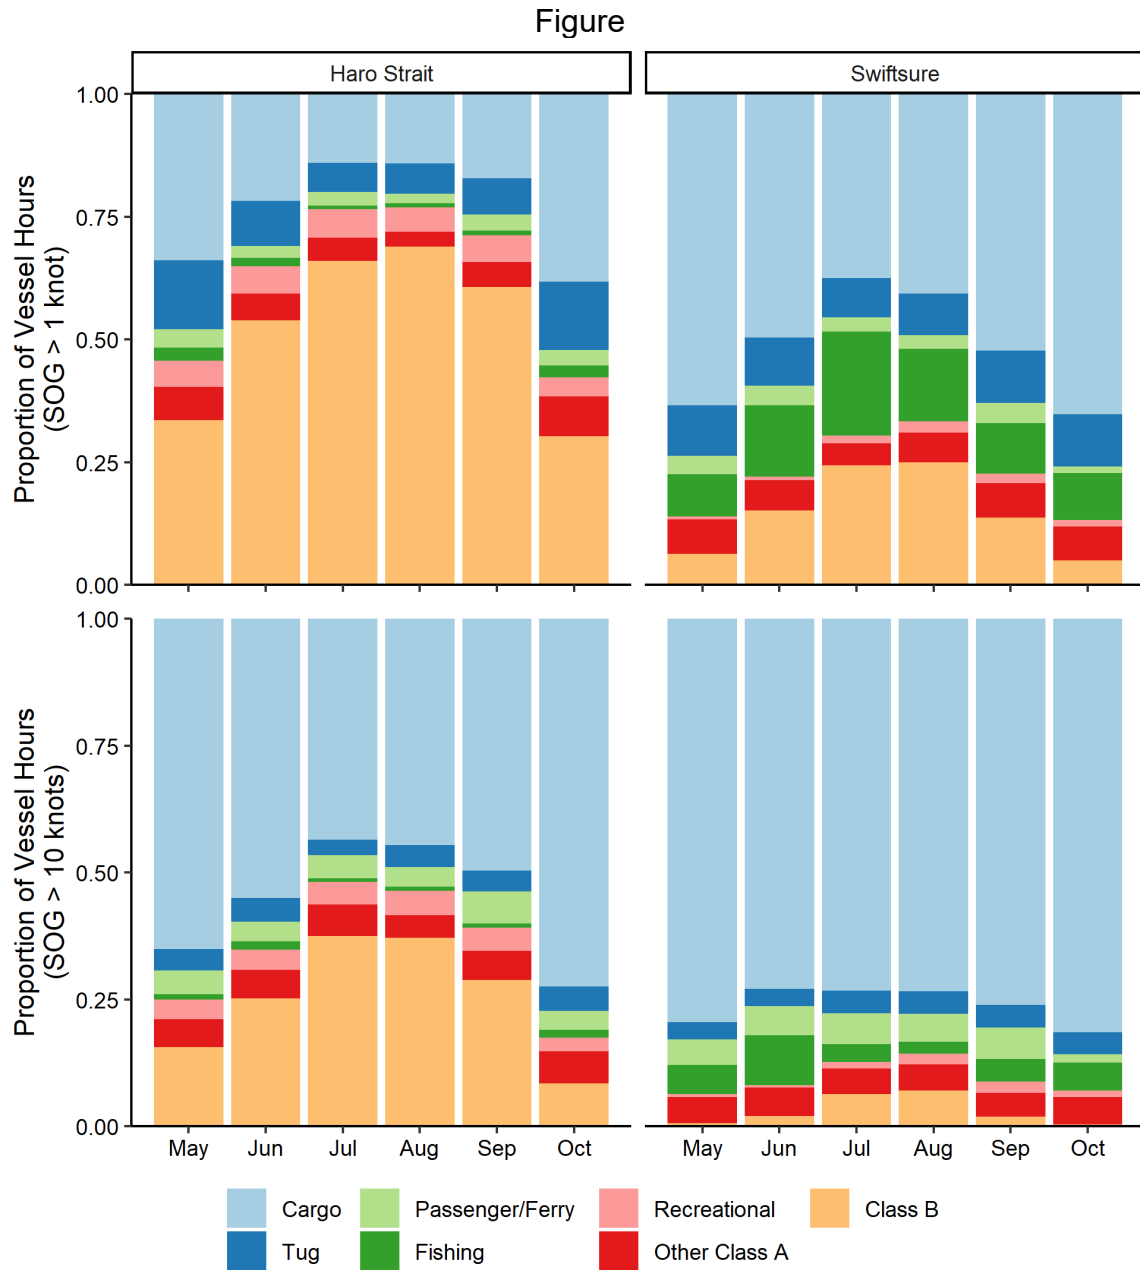 Figure
Haro Strait
Swiftsure
Proportion of Vessel Hours
(SOG > 1 knot)
1.00
0.75
0.50
0.25
0.00
Proportion of Vessel Hours
(SOG > 10 knots)
1.00
0.75
0.50
0.25
0.00
May Jun Jul Aug Sep Oct
May Jun Jul Aug Sep Oct
Cargo Passenger/Ferry Recreational Class B
Tug Fishing Other Class A